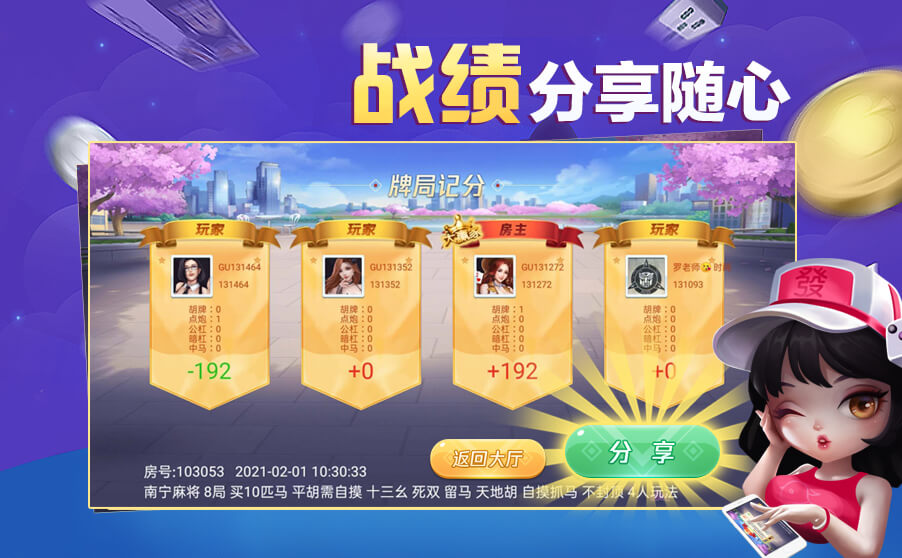 战绩分享随心
牌局记分
玩家
GU131464
131464
胡牌：0
点炮：1
公杠：0
暗杠：0
中马：0
-192
玩家
GU131352
131352
胡牌：0
点炮：0
公杠：0
暗杠：0
中马：0
+0
大赢家
房主
GU131272
131272
胡牌：1
点炮：0
公杠：0
暗杠：0
中马：0
+192
玩家
罗老师😘时
131093
胡牌：0
点炮：0
公杠：0
暗杠：0
中马：0
+0
發
返回大厅
分享
房号:103053 2021-02-01 10:30:33
南宁麻将 8局 买10匹马 平胡需自摸 十三幺 死双 留马 天地胡 自摸抓马 不封顶 4人玩法